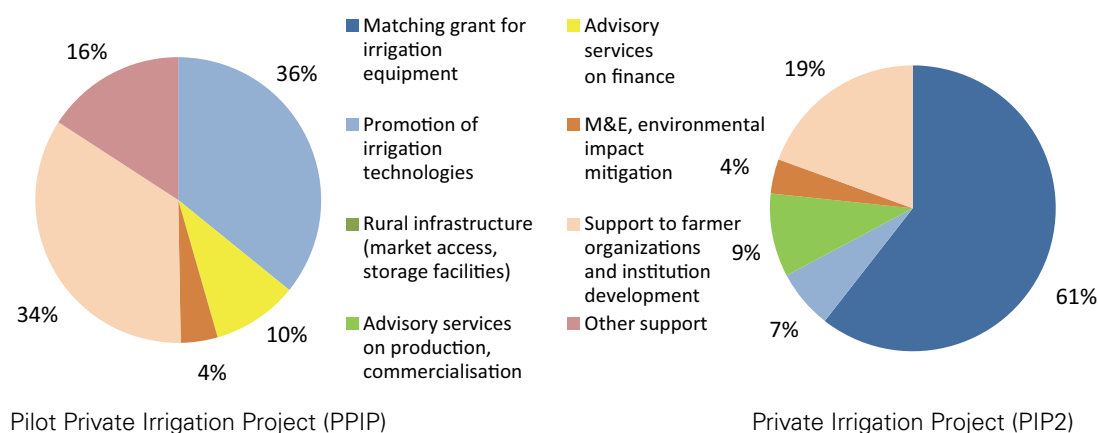 16%
36%
34%
10%
4%
Matching grant for
irrigation
equipment
Promotion of
irrigation
technologies
Rural infrastructure
(market access,
storage facilities)
Advisory services
on production,
commercialisation
Advisory
services
on finance
M&E, environmental
impact
mitigation
Support to farmer
organizations
and institution
development
Other support
19%
4%
9%
7%
61%
Pilot Private Irrigation Project (PPIP)
Private Irrigation Project (PIP2)